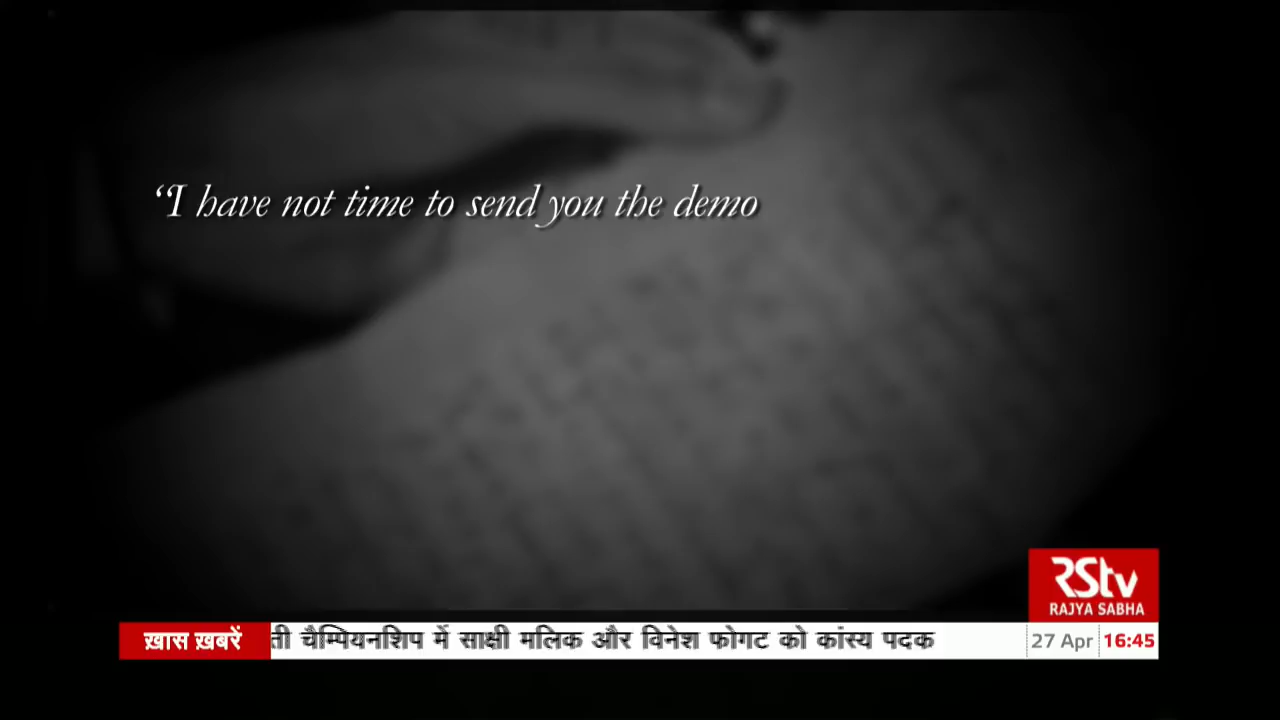 “I have not time to send you the demo
RSTV
RAJYA SABHA
ख़ास ख़बरें
ती चैम्पियनशिप में साक्षी मलिक और विनेश फोगट को कांस्य पदक
27 Apr
16:45